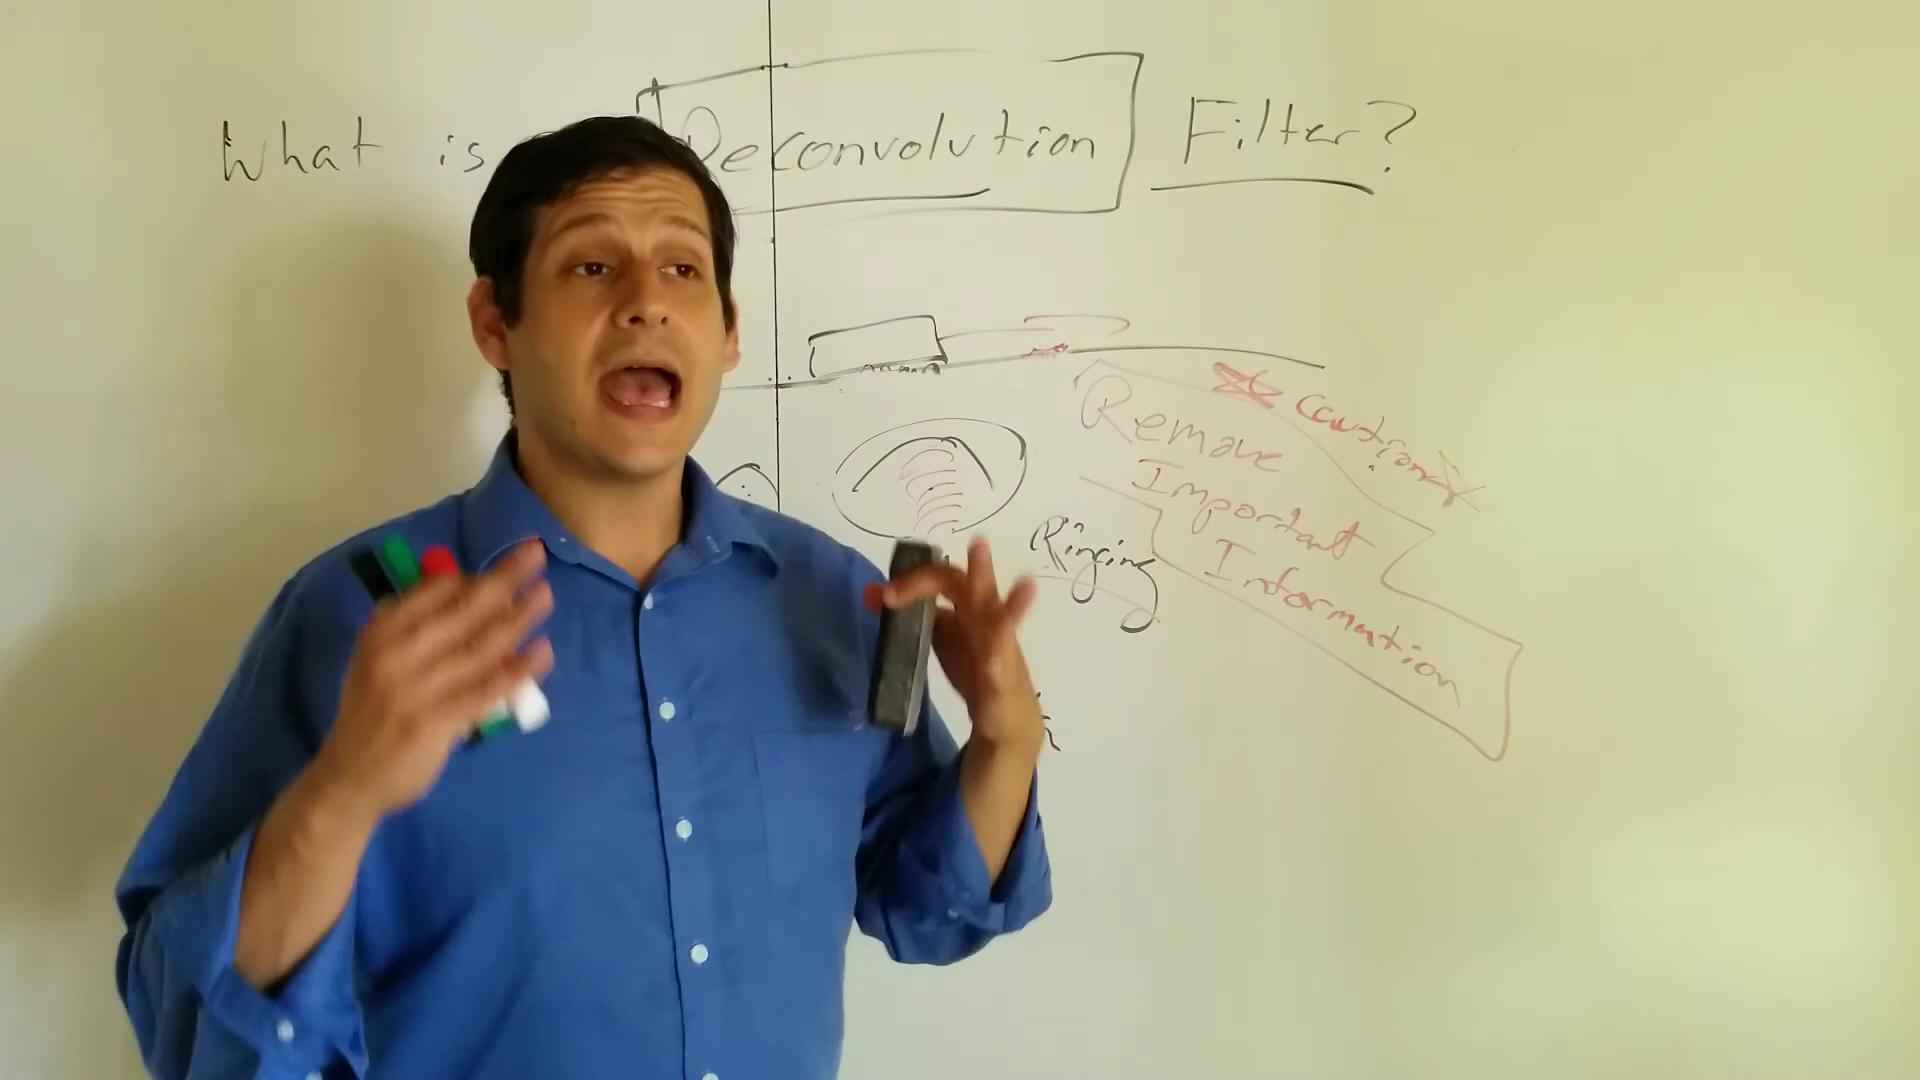 What is Deconvolution Filter?
caution
Remove
Important
Information
Ringing